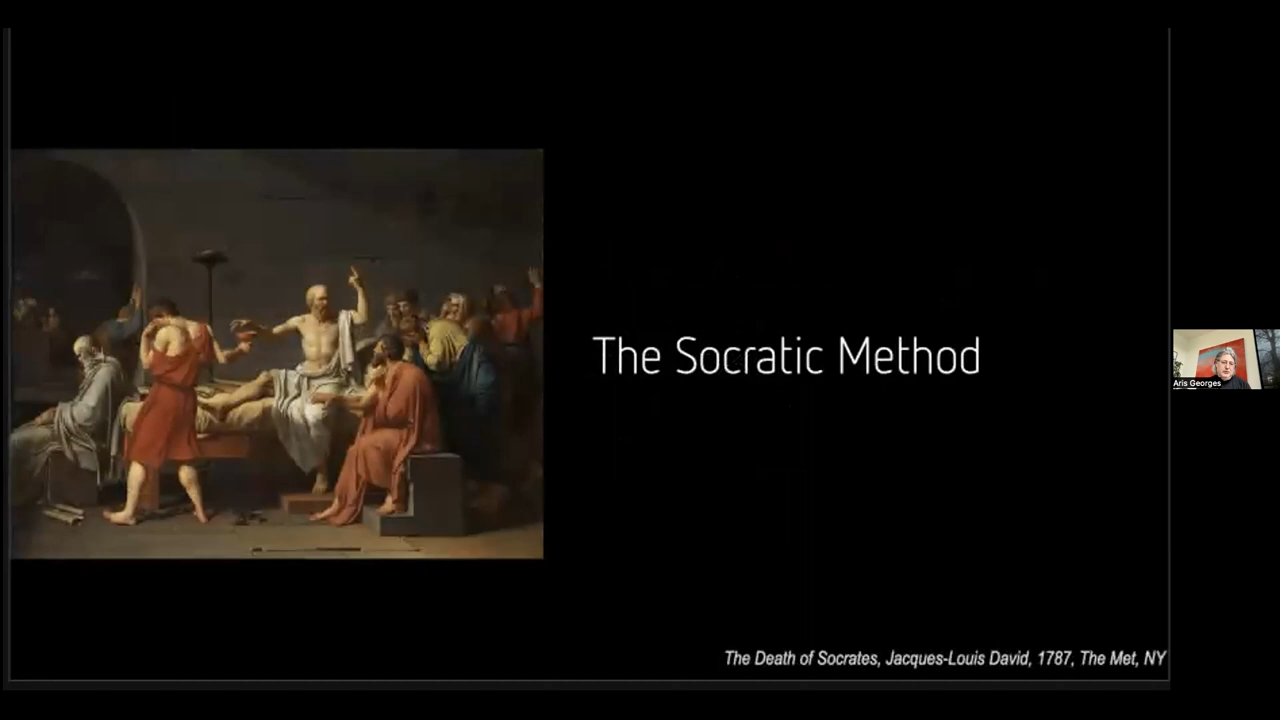 The Socratic Method
Aris Georges
The Death of Socrates, Jacques-Louis David, 1787, The Met, NY